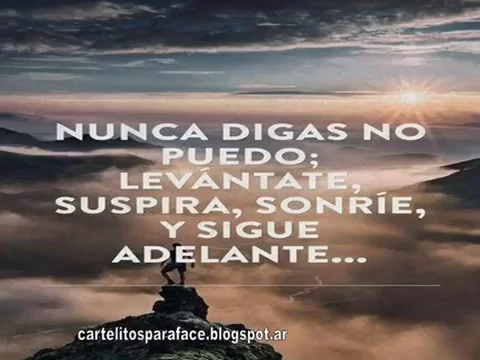 NUNCA DIGAS NO
PUEDO;
LEVÁNTATE,
SUSPIRA, SONRÍE,
Y SIGUE
ADELANTE...
cartelitosparaface.blogspot.ar